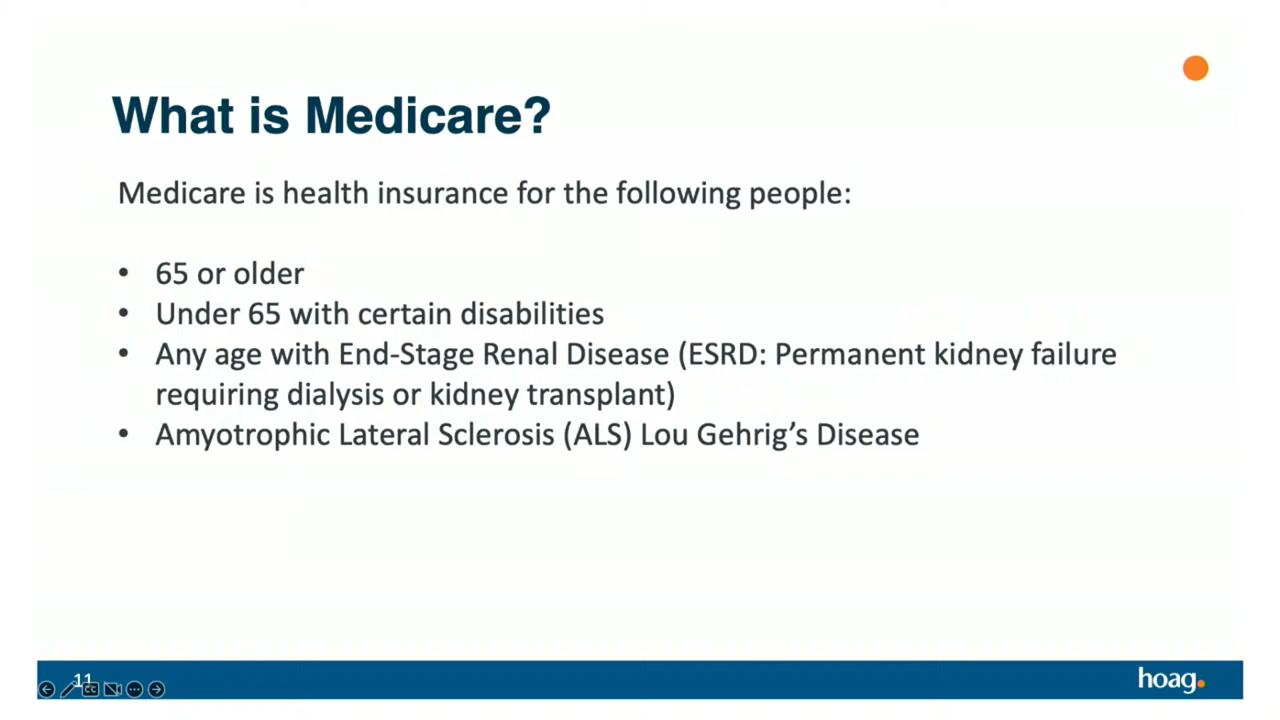 What is Medicare?
Medicare is health insurance for the following people:
• 65 or older
• Under 65 with certain disabilities
• Any age with End-Stage Renal Disease (ESRD: Permanent kidney failure
requiring dialysis or kidney transplant)
• Amyotrophic Lateral Sclerosis (ALS) Lou Gehrig’s Disease
11
CC
hoag.